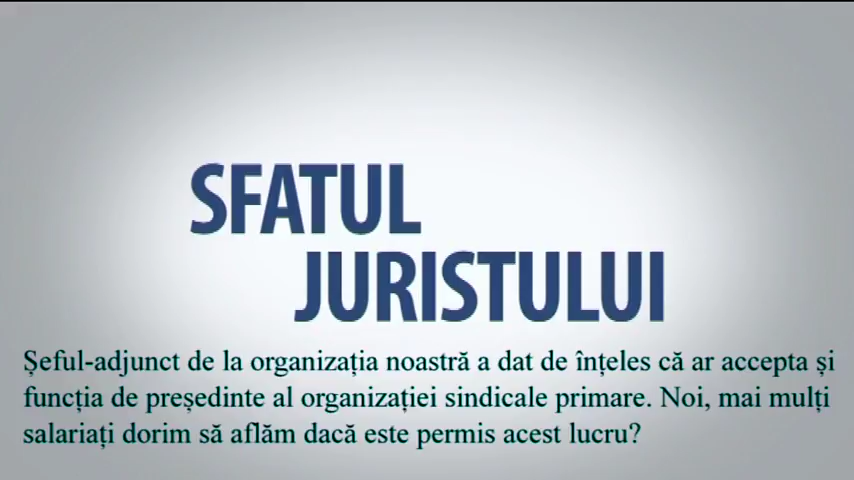 SFATUL
JURISTULUI
Șeful-adjunct de la organizația noastră a dat de înțeles că ar accepta și
funcția de președinte al organizației sindicale primare. Noi, mai mulți
salariați dorim să aflăm dacă este permis acest lucru?